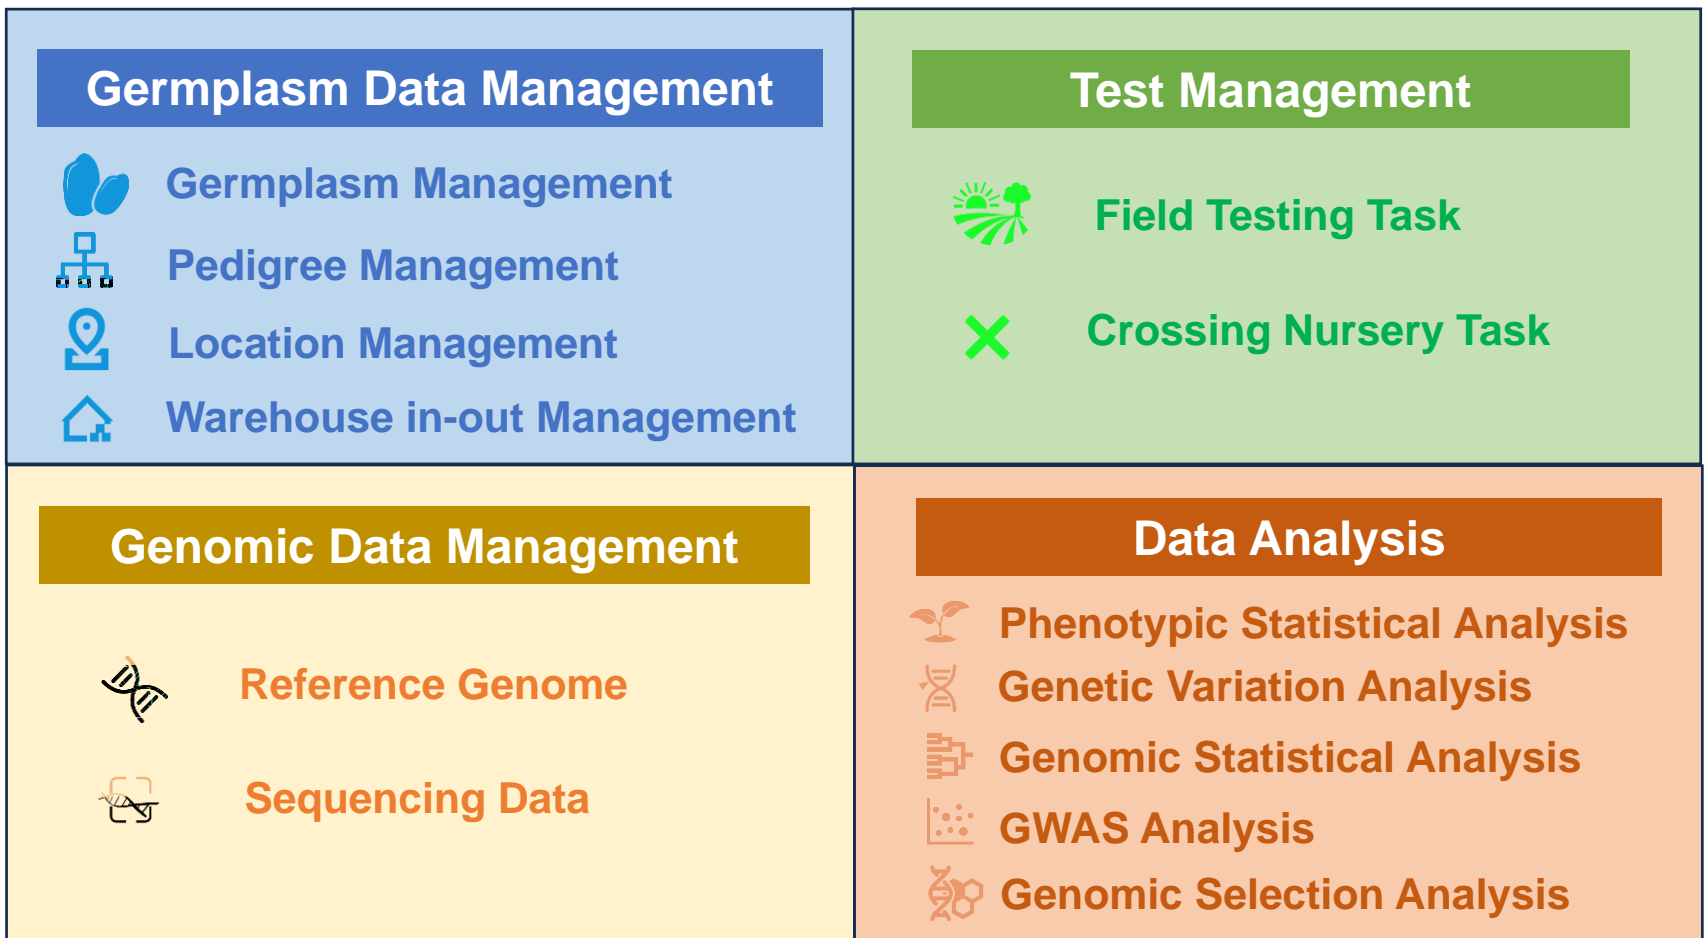 Germplasm Data Management
Germplasm Management
Pedigree Management
Location Management
Warehouse in-out Management
Test Management
Field Testing Task
Crossing Nursery Task
Genomic Data Management
Reference Genome
Sequencing Data
Data Analysis
Phenotypic Statistical Analysis
Genetic Variation Analysis
Genomic Statistical Analysis
GWAS Analysis
Genomic Selection Analysis